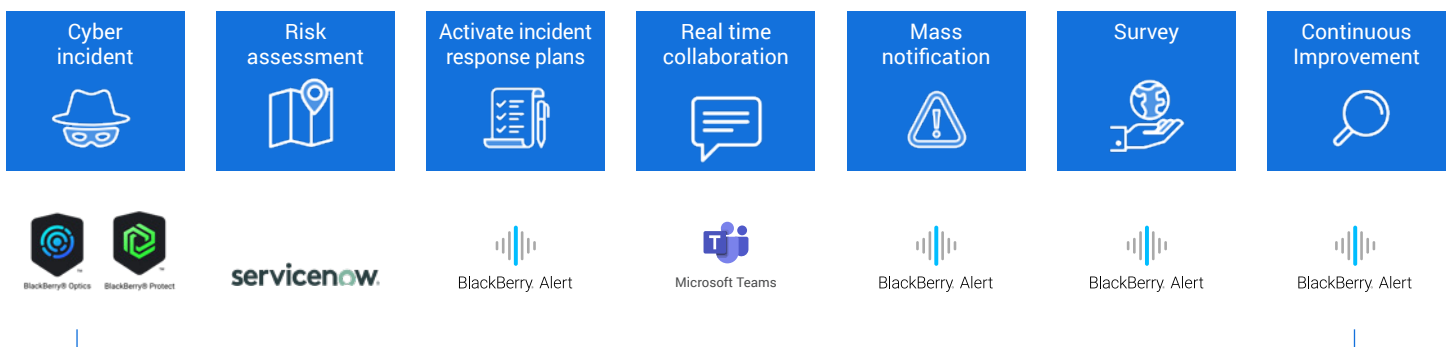 Cyber
incident
Risk
assessment
Activate incident
response plans
Real time
collaboration
Mass
notification
Survey
Continuous
Improvement
BlackBerry® Optics
BlackBerry® Protect
servicenow.
BlackBerry. Alert
T
Microsoft Teams
BlackBerry. Alert
BlackBerry. Alert
BlackBerry. Alert